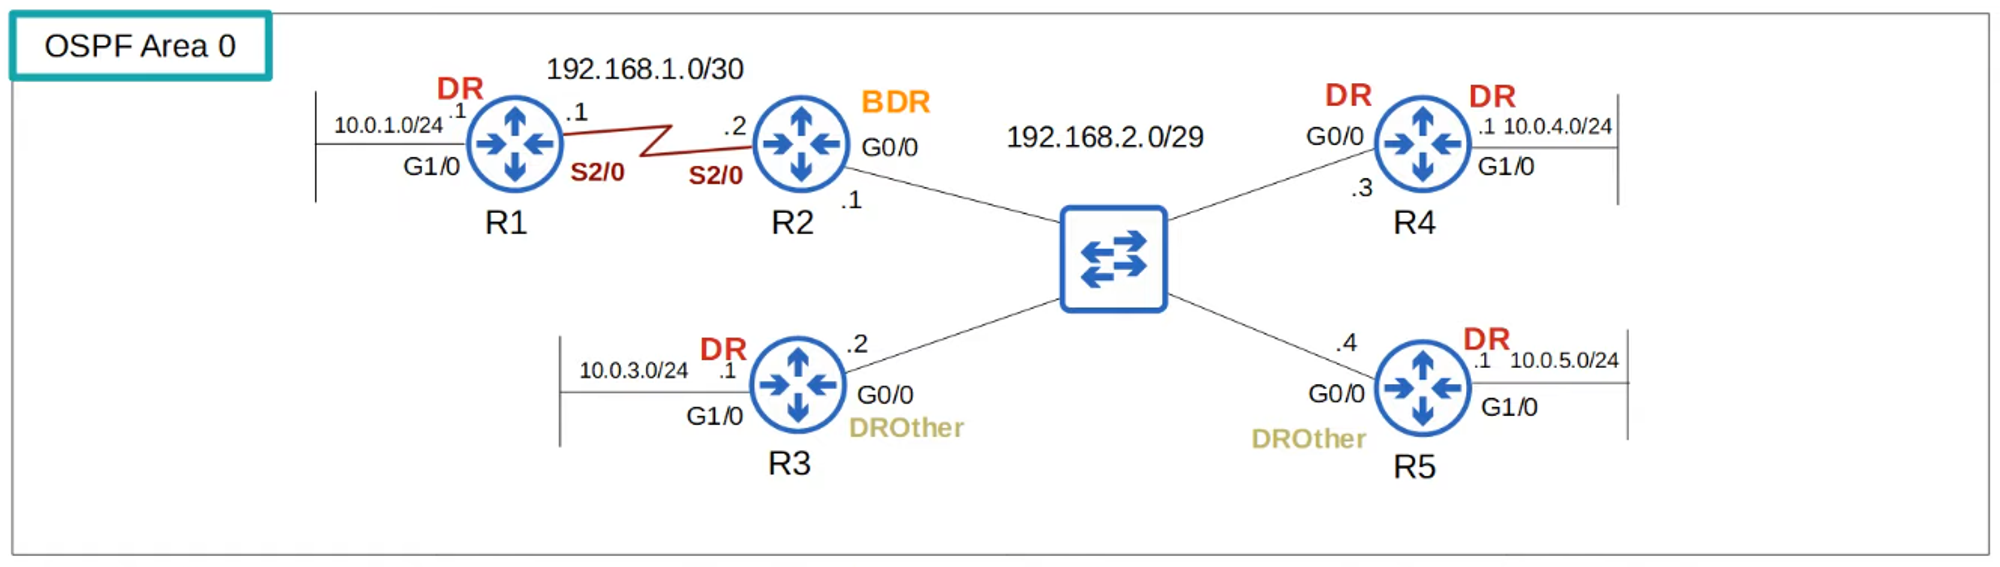 OSPF Area 0
192.168.1.0/30
DR
.1
10.0.1.0/24
G1/0
.1
S2/0
R1
.2
S2/0
BDR
G0/0
.1
R2
192.168.2.0/29
DR
G0/0
.3
DR
.1 10.0.4.0/24
G1/0
R4
DR
10.0.3.0/24 .1
G1/0
.2
G0/0
DROther
R3
.4
G0/0
DROther
DR
.1 10.0.5.0/24
G1/0
R5